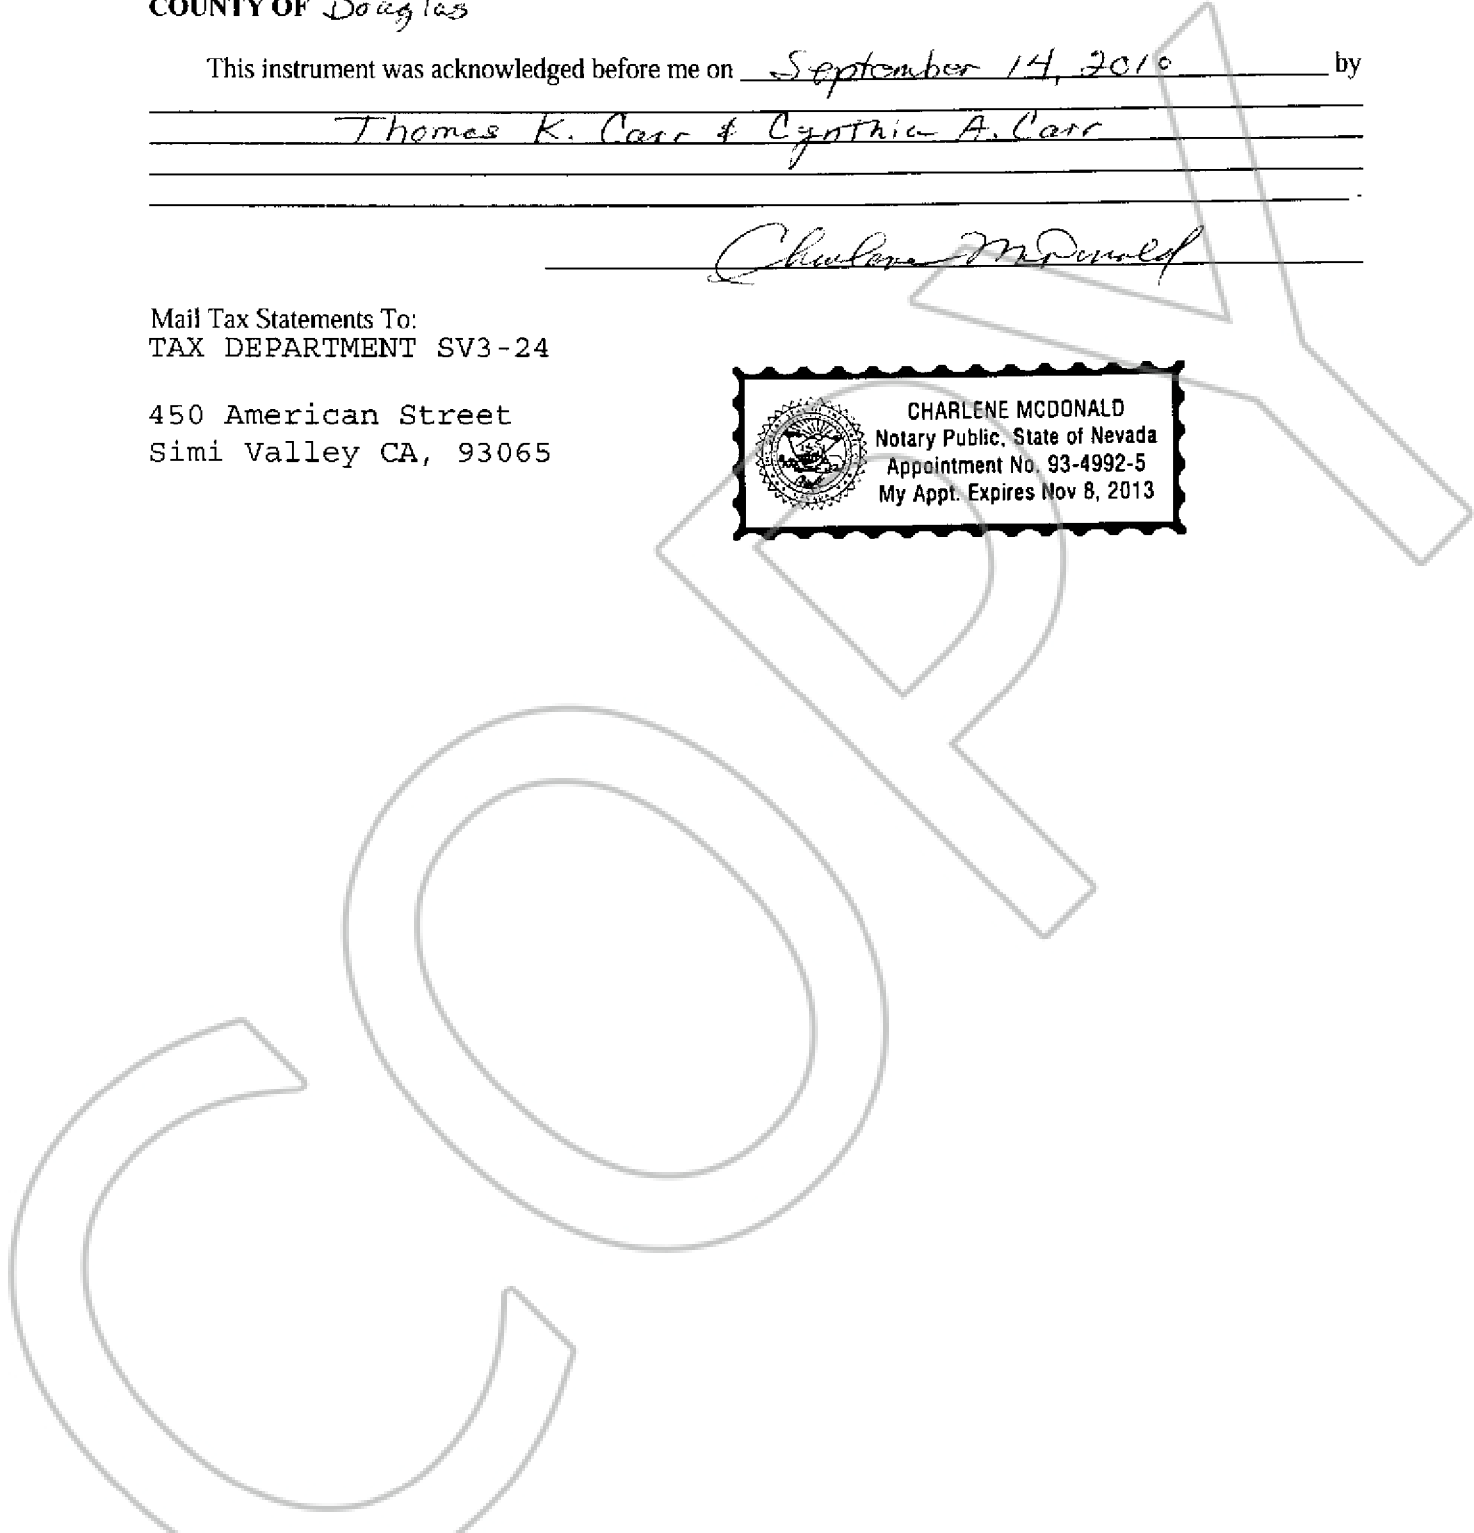 COUNTY OF Douglas
This instrument was acknowledged before me on September 14, 2010 by
Thomas K. Carr & Cynthia A. Carr
Charlene McDonald
Mail Tax Statements To:
TAX DEPARTMENT SV3-24
450 American Street
Simi Valley CA, 93065
CHARLENE MCDONALD
Notary Public, State of Nevada
Appointment No. 93-4992-5
My Appt. Expires Nov 8, 2013
COPY